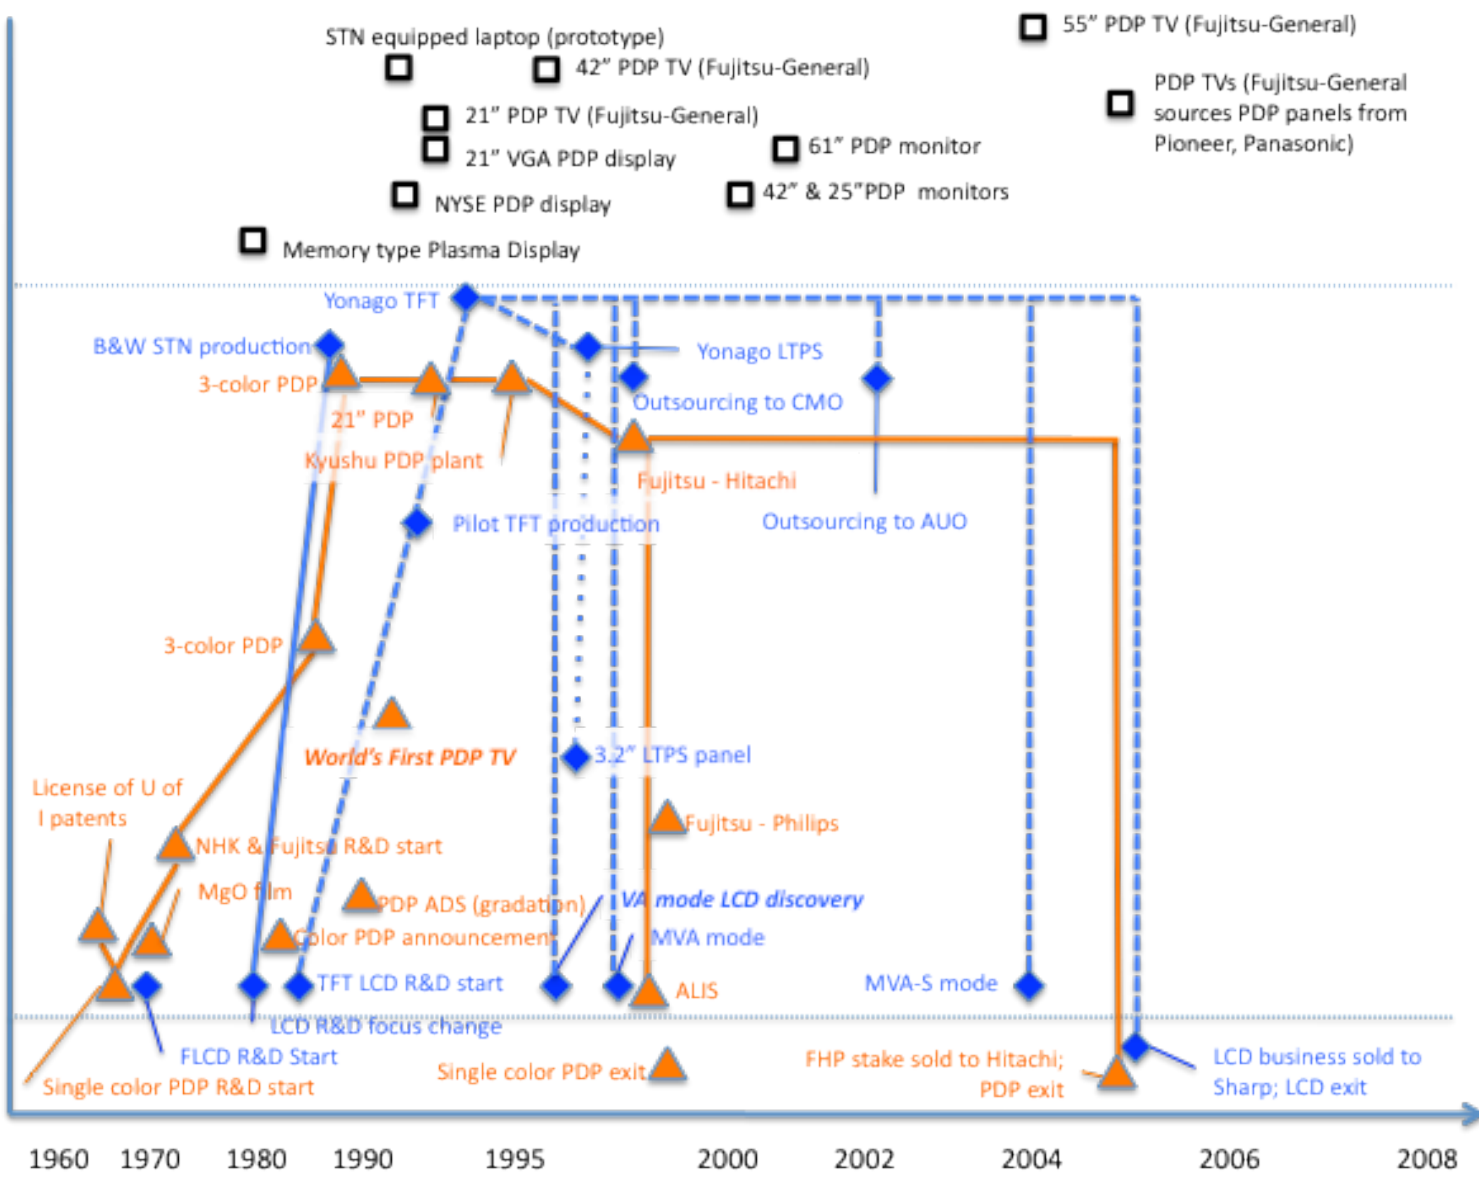 55” PDP TV (Fujitsu-General)
STN equipped laptop (prototype)
42” PDP TV (Fujitsu-General)
PDP TVs (Fujitsu-General
sources PDP panels from
Pioneer, Panasonic)
21” PDP TV (Fujitsu-General)
21” VGA PDP display
61” PDP monitor
NYSE PDP display
42” & 25”PDP monitors
Memory type Plasma Display
Yonago TFT
B&W STN production
Yonago LTPS
3-color PDP
Outsourcing to CMO
21” PDP
Kyushu PDP plant
Fujitsu - Hitachi
Pilot TFT production
Outsourcing to AUO
3-color PDP
World’s First PDP TV
3.2” LTPS panel
License of U of
I patents
Fujitsu - Philips
NHK & Fujitsu R&D start
MgO film
PDP ADS (gradation)
VA mode LCD discovery
Color PDP announcement
MVA mode
TFT LCD R&D start
ALIS
MVA-S mode
LCD R&D focus change
FLCD R&D Start
Single color PDP R&D start
Single color PDP exit
FHP stake sold to Hitachi;
PDP exit
LCD business sold to
Sharp; LCD exit
1960 1970 1980 1990 1995 2000 2002 2004 2006 2008